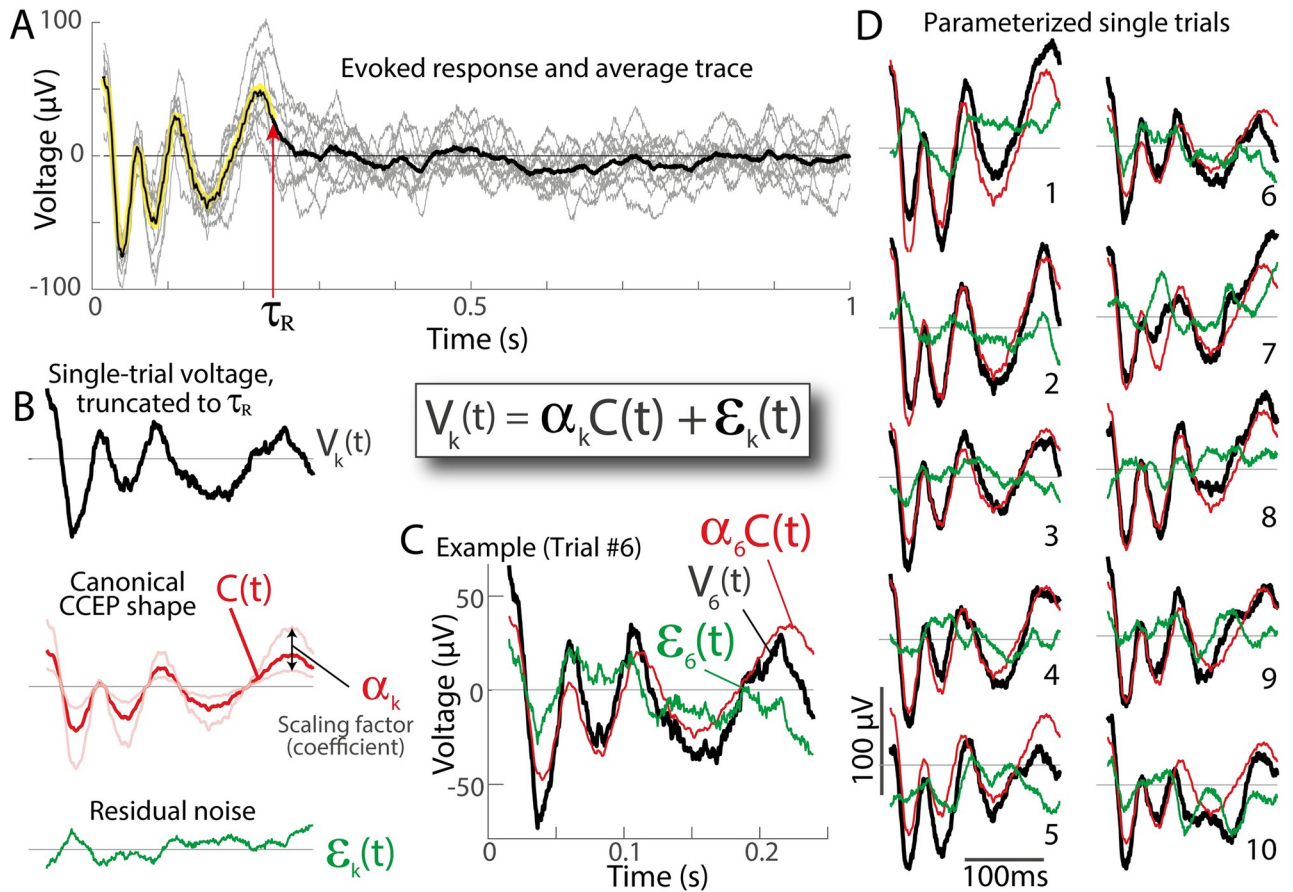 A
Evoked response and average trace
Voltage (µV)
100
0
-100
0
τR
0.5
1
Time (s)
B
Single-trial voltage,
truncated to τR
Vk(t)
Vk(t) = αkC(t) + εk(t)
Canonical
CCEP shape
C(t)
αk
Scaling factor
(coefficient)
Residual noise
εk(t)
C
Example (Trial #6)
α6C(t)
V6(t)
ε6(t)
Voltage (µV)
50
0
-50
0
0.1
0.2
Time (s)
D
Parameterized single trials
1
2
3
4
5
6
7
8
9
10
100 µV
100ms